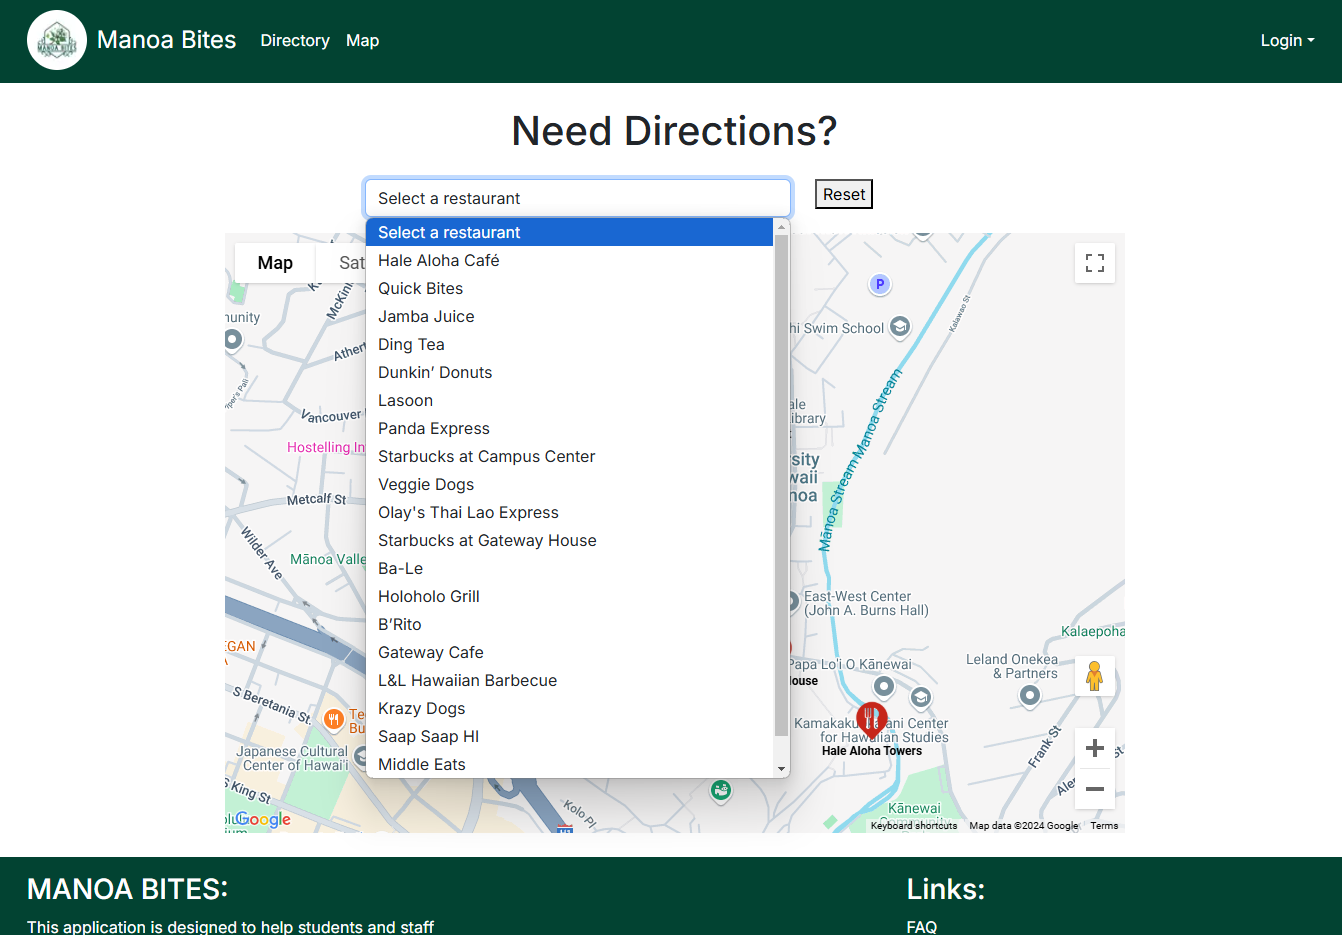 MANOA BITES
Manoa Bites
Directory
Map
Login
Need Directions?
Select a restaurant
Reset
Select a restaurant
Hale Aloha Café
Quick Bites
Jamba Juice
Ding Tea
Dunkin’ Donuts
Lasoon
Panda Express
Starbucks at Campus Center
Veggie Dogs
Olay's Thai Lao Express
Starbucks at Gateway House
Ba-Le
Holoholo Grill
B’Rito
Gateway Cafe
L&L Hawaiian Barbecue
Krazy Dogs
Saap Saap HI
Middle Eats
Map
Sat
McKin
unity
Athert
Vancouver
Hostelling In
Metcalf St
Wilder Ave
Mānoa Valle
EGAN
A
S Beretania St.
Te
Bu
Japanese Cultural
Center of Hawai'i
S King St
Google
Kolo Pl
H1
P
hi Swim School
Kalawao St
ale
ibrary
rsity
waii
noa
Mānoa Stream Manoa Stream
East-West Center
(John A. Burns Hall)
Kalaepoha
Papa Lo'i O Kānewai
House
Leland Onekea
& Partners
Center
for Hawaiian Studies
Hale Aloha Towers
Frank St
Kānewai
Community
Keyboard shortcuts
Map data ©2024 Google
Terms
MANOA BITES:
This application is designed to help students and staff
Links:
FAQ